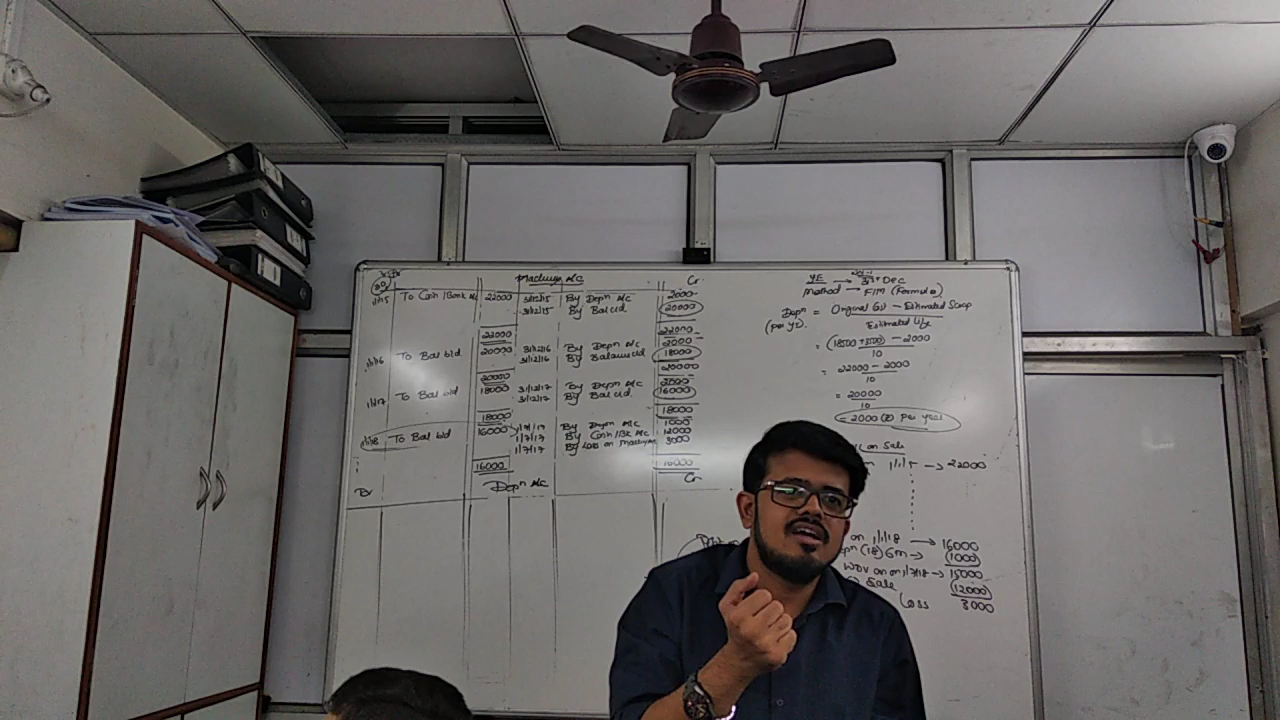 Dr Machinery A/c Cr
1/1/15 To Cash/Bank A/c 22000 31/12/15 By Depn A/c 2000
31/12/15 By Bal c/d 20000
22000 22000
1/1/16 To Bal b/d 20000 31/12/16 By Depn A/c 2000
31/12/16 By Balance c/d 18000
20000 20000
1/1/17 To Bal b/d 18000 31/12/17 By Depn A/c 2000
31/12/17 By Bal c/d. 16000
18000 18000
1/1/18 To Bal b/d 16000 1/7/17 By Depn A/c 1000
1/7/17 By Cash/Bk A/c 12000
1/7/17 By Loss on Machinery 3000
16000 16000
Dr Depn A/c Cr
YE → 31st Dec
Method → FIM (Formula)
Depn (per yr) = Original Cost − Estimated Scrap
Estimated Life
= (18500+3500) − 2000
10
= 22000 − 2000
10
= 20000
10
= 2000 (₹) per year
on Sale
1/1/15 → 22000
on 1/1/18 → 16000
(18) 6m → (1000)
WDV on 1/7/18 → 15000
Sale (12000)
Loss 3000